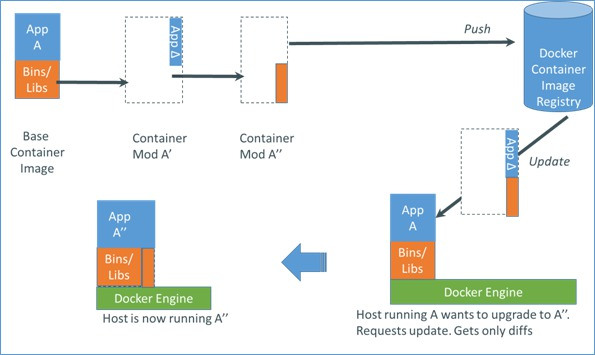 App
A
Bins/
Libs
Base
Container
Image
App Δ
Container
Mod A’
Container
Mod A’’
Push
Docker
Container
Image
Registry
App Δ
Update
App
A
Bins/
Libs
Docker Engine
Host running A wants to upgrade to A’’.
Requests update. Gets only diffs
App
A’’
Bins/
Libs
Docker Engine
Host is now running A’’